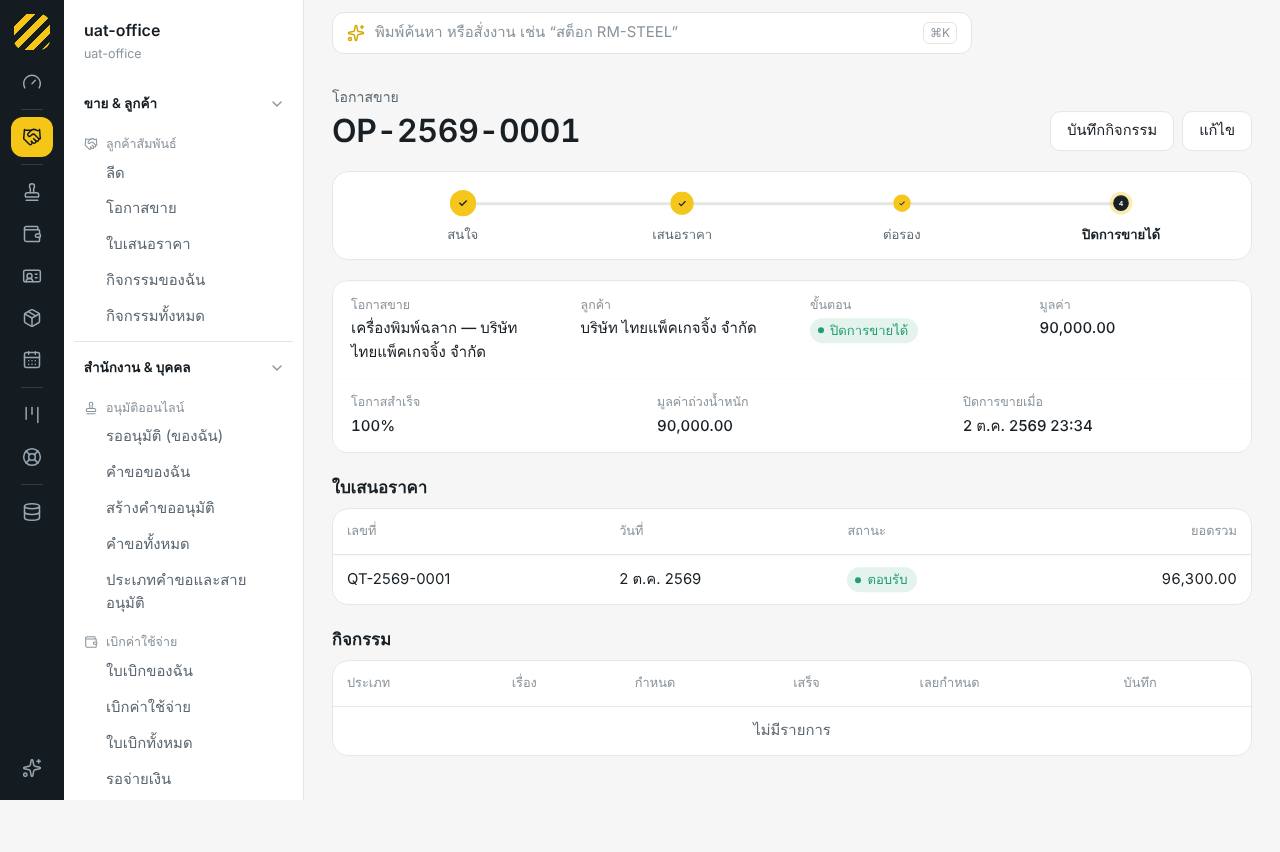 uat-office
uat-office
ขาย & ลูกค้า
ลูกค้าสัมพันธ์
ลีด
โอกาสขาย
ใบเสนอราคา
กิจกรรมของฉัน
กิจกรรมทั้งหมด
สำนักงาน & บุคคล
อนุมัติออนไลน์
รออนุมัติ (ของฉัน)
คำขอของฉัน
สร้างคำขออนุมัติ
คำขอทั้งหมด
ประเภทคำขอและสาย
อนุมัติ
เบิกค่าใช้จ่าย
ใบเบิกของฉัน
เบิกค่าใช้จ่าย
ใบเบิกทั้งหมด
รอจ่ายเงิน
พิมพ์ค้นหา หรือสั่งงาน เช่น “สต็อก RM-STEEL” ⌘K
โอกาสขาย
OP-2569-0001
บันทึกกิจกรรม แก้ไข
4
สนใจ เสนอราคา ต่อรอง ปิดการขายได้
โอกาสขาย ลูกค้า ขั้นตอน มูลค่า
เครื่องพิมพ์ฉลาก — บริษัท บริษัท ไทยแพ็คเกจจิ้ง จำกัด ปิดการขายได้ 90,000.00
ไทยแพ็คเกจจิ้ง จำกัด
โอกาสสำเร็จ มูลค่าถ่วงน้ำหนัก ปิดการขายเมื่อ
100% 90,000.00 2 ต.ค. 2569 23:34
ใบเสนอราคา
เลขที่ วันที่ สถานะ ยอดรวม
QT-2569-0001 2 ต.ค. 2569 ตอบรับ 96,300.00
กิจกรรม
ประเภท เรื่อง กำหนด เสร็จ เลยกำหนด บันทึก
ไม่มีรายการ